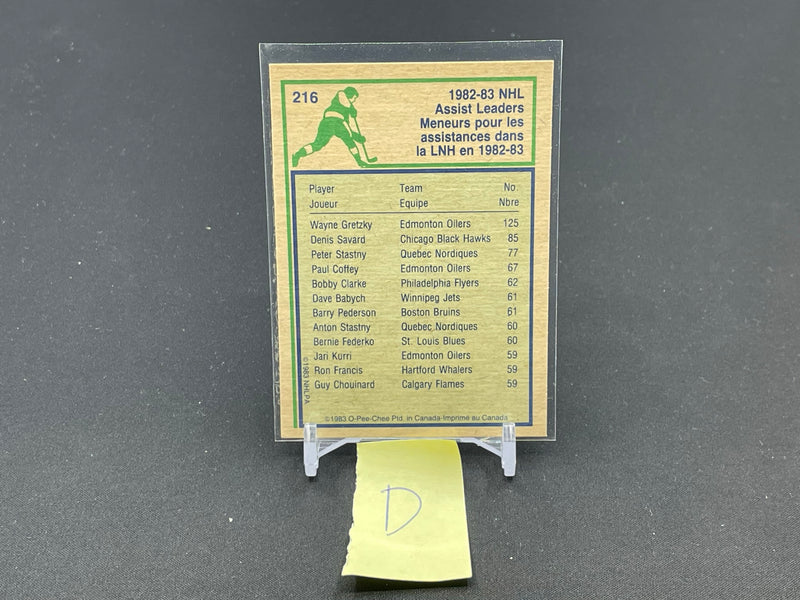 216
1982-83 NHL
Assist Leaders
Meneurs pour les
assistances dans
la LNH en 1982-83
Player Team No.
Joueur Equipe Nbre
Wayne Gretzky Edmonton Oilers 125
Denis Savard Chicago Black Hawks 85
Peter Stastny Quebec Nordiques 77
Paul Coffey Edmonton Oilers 67
Bobby Clarke Philadelphia Flyers 62
Dave Babych Winnipeg Jets 61
Barry Pederson Boston Bruins 61
Anton Stastny Quebec Nordiques 60
Bernie Federko St. Louis Blues 60
Jari Kurri Edmonton Oilers 59
Ron Francis Hartford Whalers 59
Guy Chouinard Calgary Flames 59
©1983 NHLPA
©1983 O-Pee-Chee Ptd. in Canada-Imprimé au Canada
D